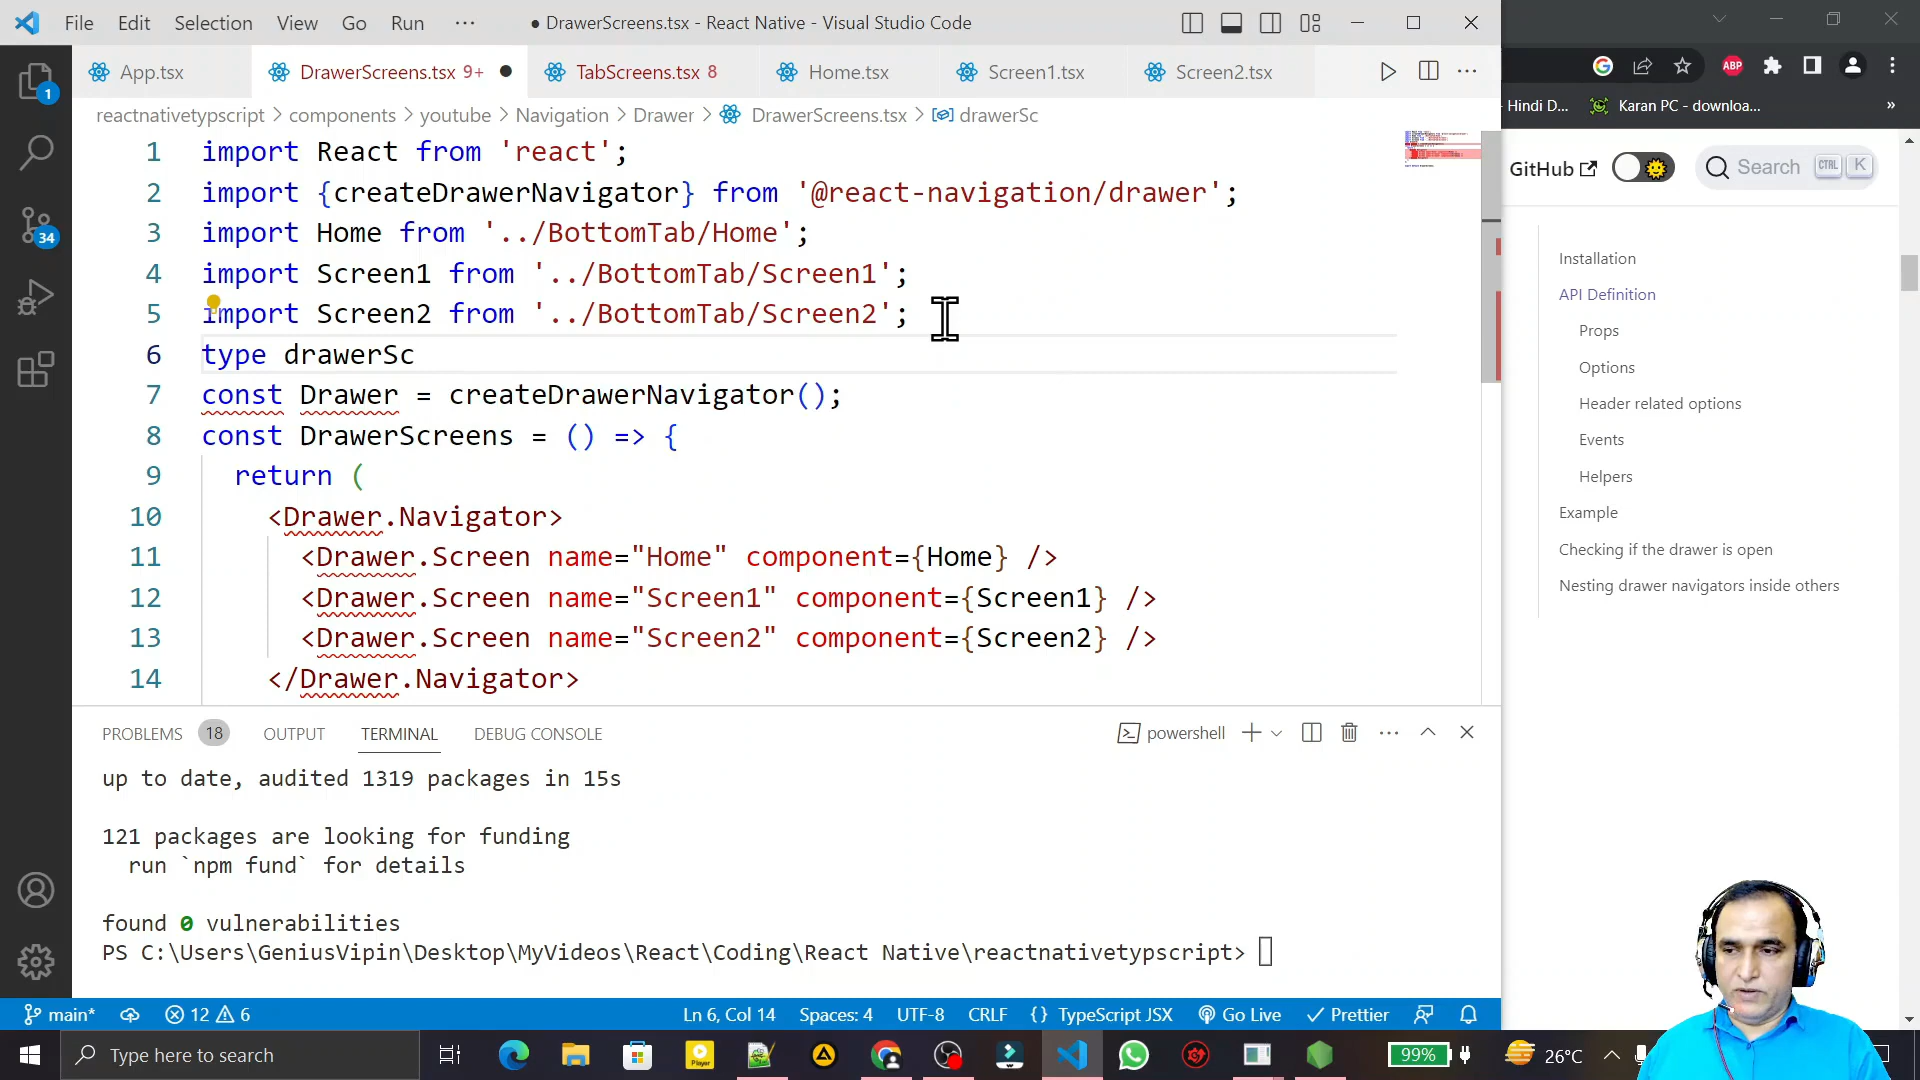 File Edit Selection View Go Run ··· ● DrawerScreens.tsx - React Native - Visual Studio Code
App.tsx DrawerScreens.tsx 9+ ● TabScreens.tsx 8 Home.tsx Screen1.tsx Screen2.tsx
reactnativetypscript > components > youtube > Navigation > Drawer > DrawerScreens.tsx > drawerSc
1 import React from 'react';
2 import {createDrawerNavigator} from '@react-navigation/drawer';
3 import Home from '../BottomTab/Home';
4 import Screen1 from '../BottomTab/Screen1';
5 import Screen2 from '../BottomTab/Screen2';
6 type drawerSc
7 const Drawer = createDrawerNavigator();
8 const DrawerScreens = () => {
9 return (
10 <Drawer.Navigator>
11 <Drawer.Screen name="Home" component={Home} />
12 <Drawer.Screen name="Screen1" component={Screen1} />
13 <Drawer.Screen name="Screen2" component={Screen2} />
14 </Drawer.Navigator>
1
34
PROBLEMS 18 OUTPUT TERMINAL DEBUG CONSOLE powershell
up to date, audited 1319 packages in 15s
121 packages are looking for funding
run `npm fund` for details
found 0 vulnerabilities
PS C:\Users\GeniusVipin\Desktop\MyVideos\React\Coding\React Native\reactnativetypscript>
main* 12 6 Ln 6, Col 14 Spaces: 4 UTF-8 CRLF {} TypeScript JSX Go Live Prettier
ABP
Hindi D... Karan PC - downloa... »
GitHub Search CTRL K
Installation
API Definition
Props
Options
Header related options
Events
Helpers
Example
Checking if the drawer is open
Nesting drawer navigators inside others
Type here to search Player 99% 26°C